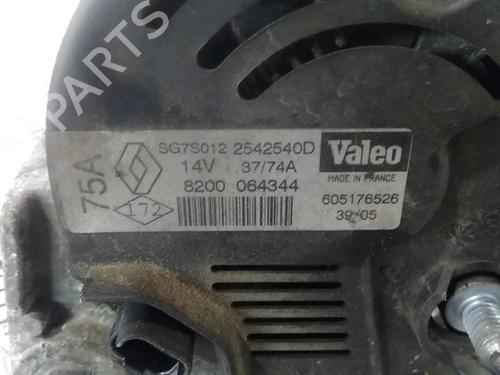 PARTS
75A
SG7S012 2542540D
14V 37/74A
8200 064344
172
Valeo
MADE IN FRANCE
605176526
39/05